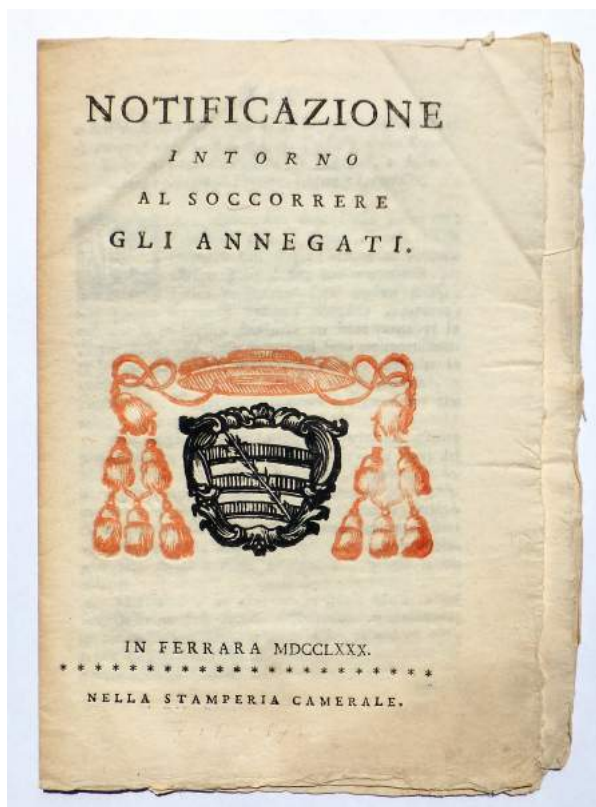 NOTIFICAZIONE
INTORNO
AL SOCCORRERE
GLI ANNEGATI.
IN FERRARA MDCCLXXX.
* * * * * * * * * * * * * * * * * * * * * * *
NELLA STAMPERIA CAMERALE.